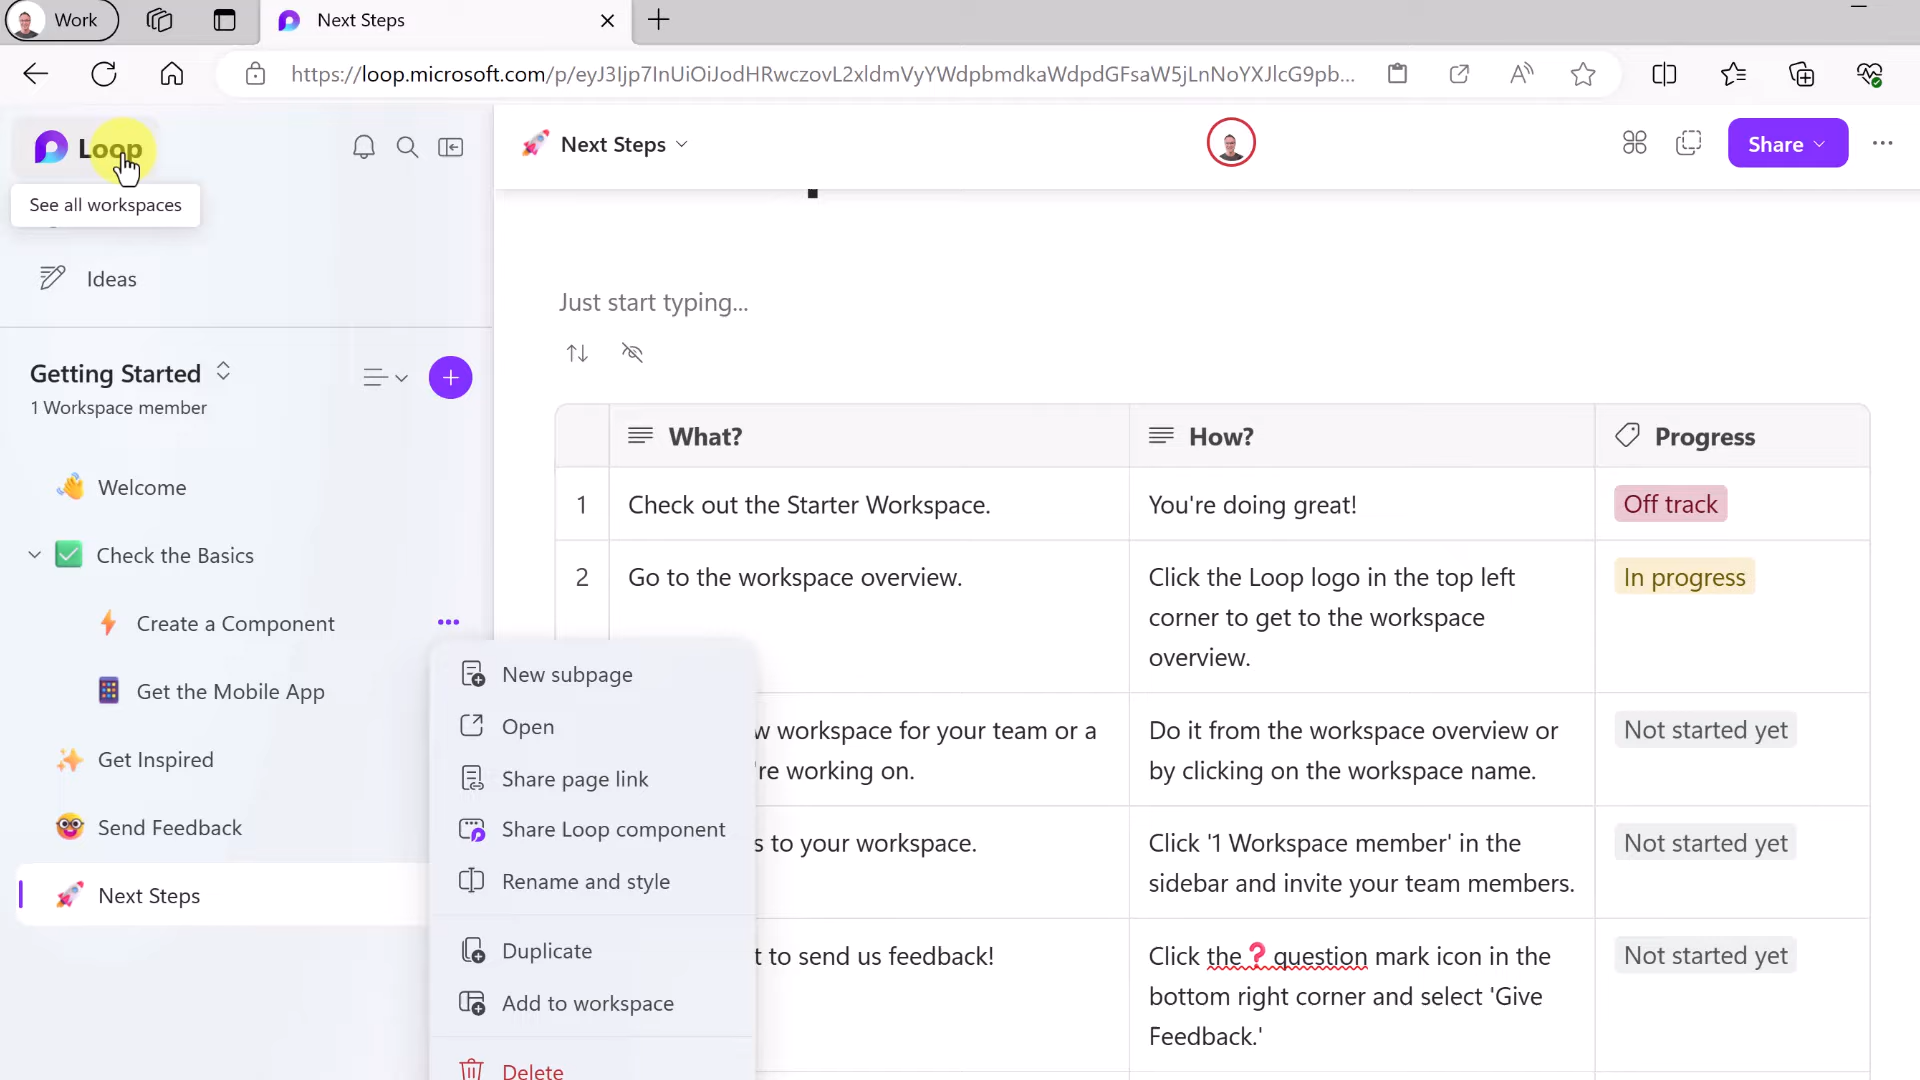 Work
Next Steps
https://loop.microsoft.com/p/eyJ3Ijp7InUiOiJodHRwczovL2xldmVyYWdpbmdkaWdpdGFsaW5jLnNoYXJlcG9pb...
Loop
See all workspaces
Ideas
Getting Started
1 Workspace member
Welcome
Check the Basics
Create a Component
Get the Mobile App
Get Inspired
Send Feedback
Next Steps
New subpage
Open
Share page link
Share Loop component
Rename and style
Duplicate
Add to workspace
Delete
Next Steps
Share
Just start typing...
What?
How?
Progress
1
Check out the Starter Workspace.
You're doing great!
Off track
2
Go to the workspace overview.
Click the Loop logo in the top left
corner to get to the workspace
overview.
In progress
w workspace for your team or a
're working on.
Do it from the workspace overview or
by clicking on the workspace name.
Not started yet
s to your workspace.
Click '1 Workspace member' in the
sidebar and invite your team members.
Not started yet
t to send us feedback!
Click the❓question mark icon in the
bottom right corner and select 'Give
Feedback.'
Not started yet